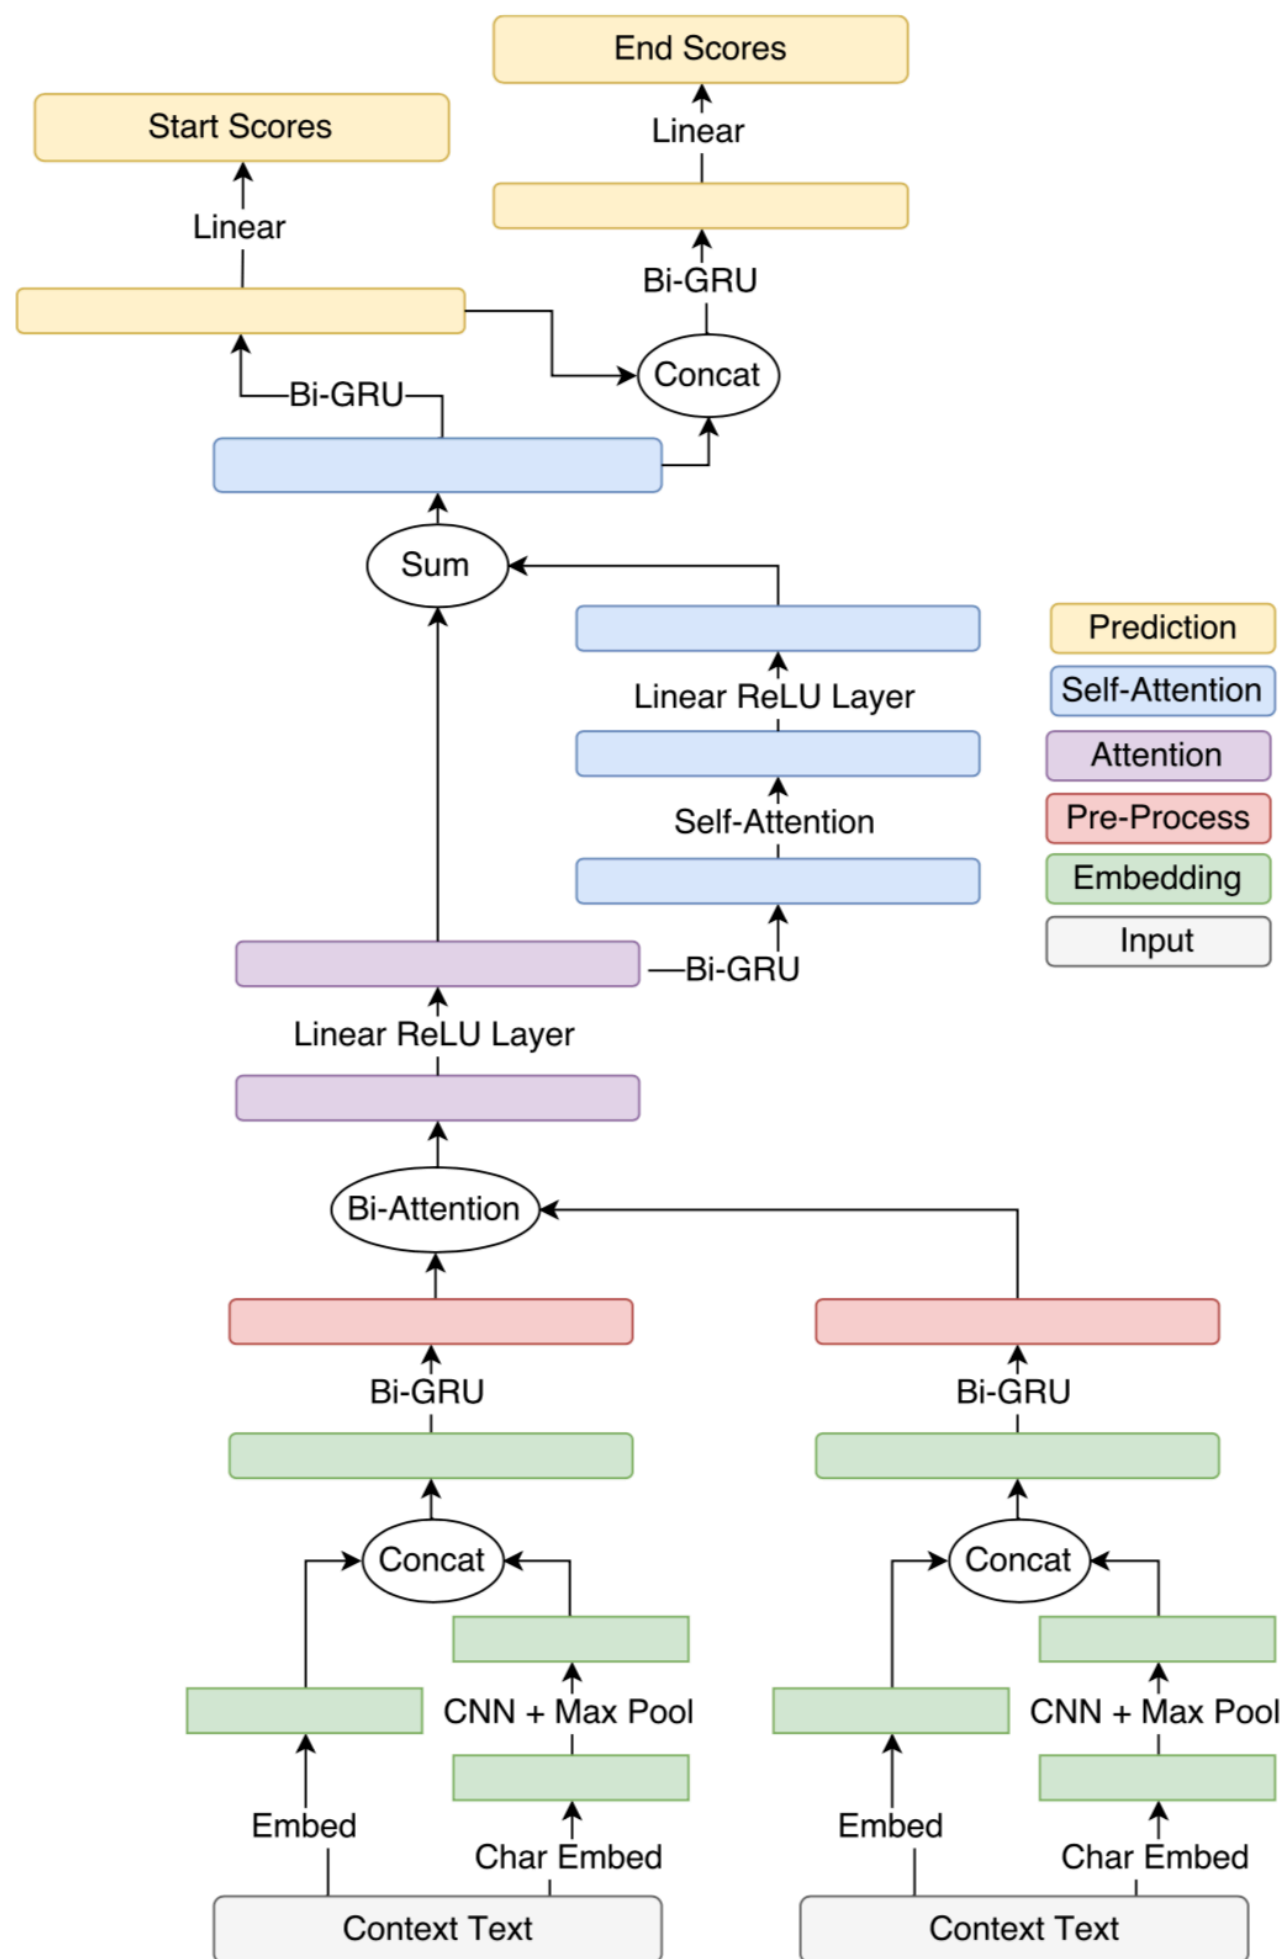 End Scores
Start Scores
Linear
Linear
Bi-GRU
Concat
Bi-GRU
Sum
Prediction
Self-Attention
Attention
Pre-Process
Embedding
Input
Linear ReLU Layer
Self-Attention
Bi-GRU
Linear ReLU Layer
Bi-Attention
Bi-GRU
Bi-GRU
Concat
Concat
CNN + Max Pool
CNN + Max Pool
Embed
Char Embed
Embed
Char Embed
Context Text
Context Text